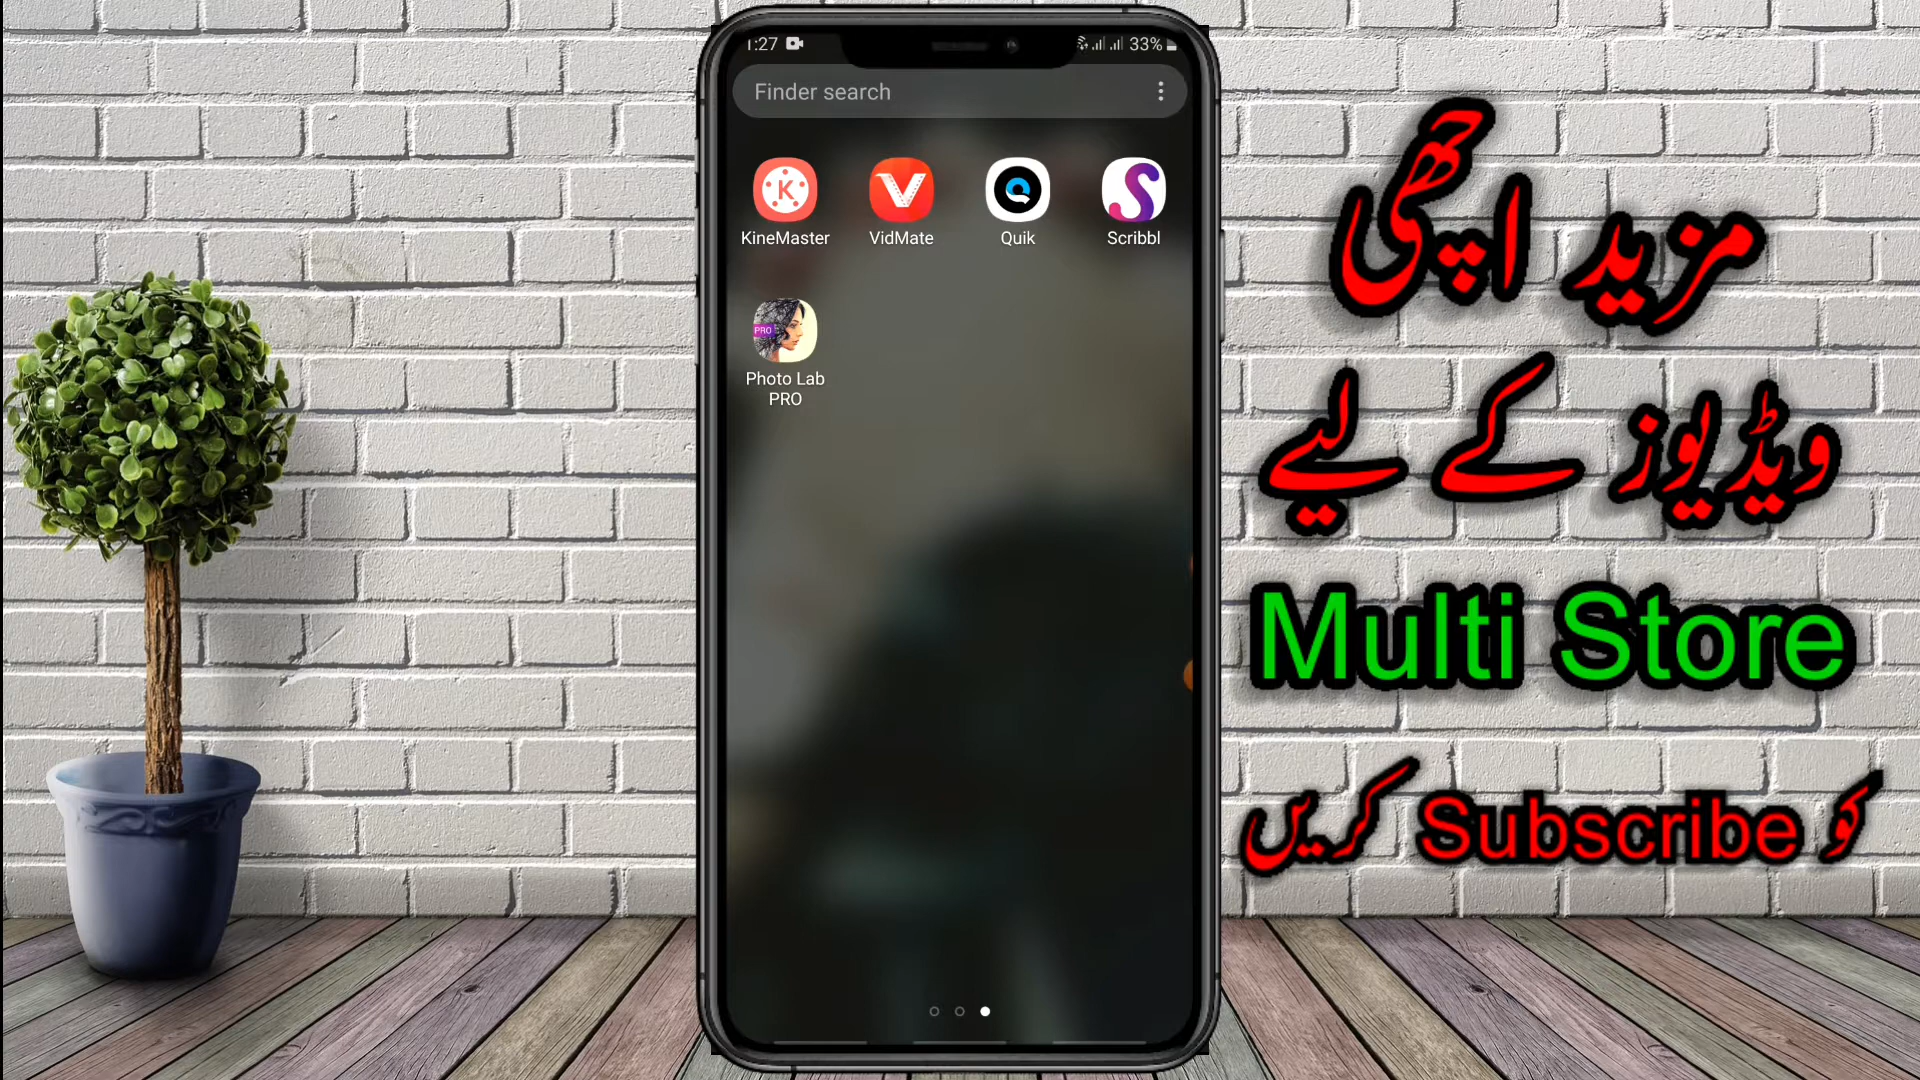 1:27
33%
Finder search
KineMaster
VidMate
Quik
Scribbl
PRO
Photo Lab
PRO
مزید اچھی
ویڈیوز کے لیے
Multi Store
کو Subscribe کریں